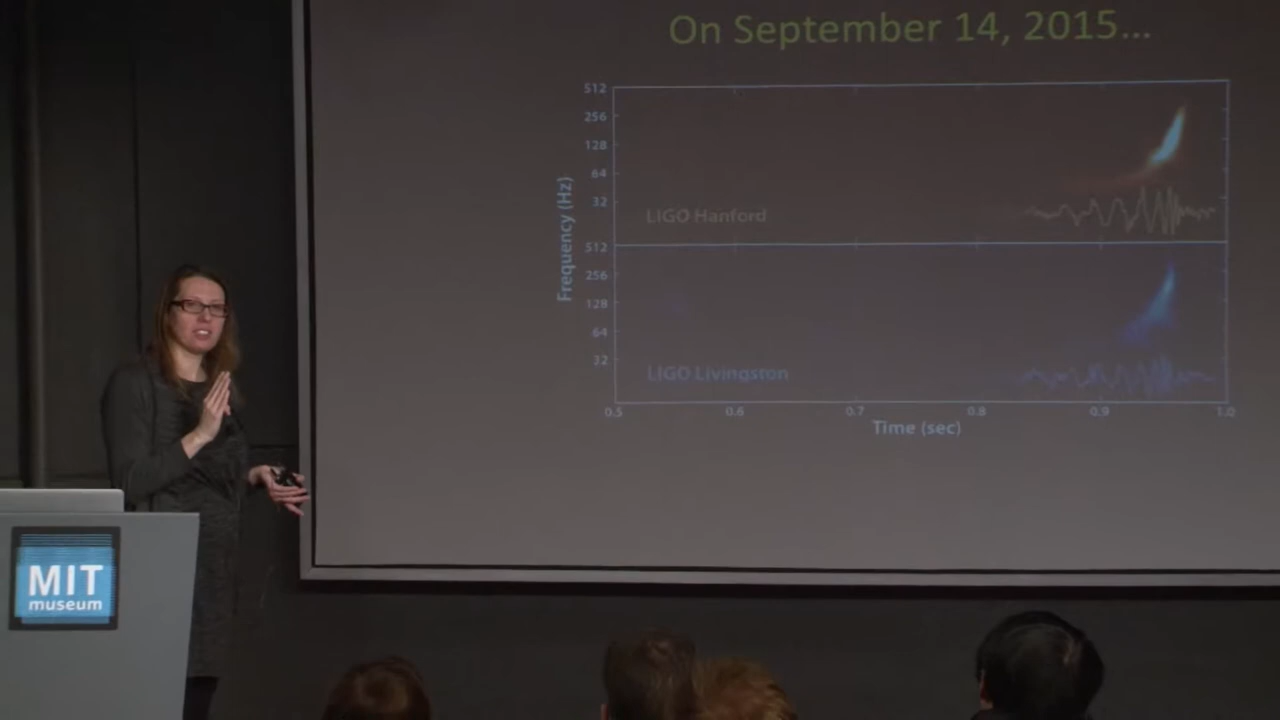 On September 14, 2015...
512
256
128
64
32
LIGO Hanford
Frequency (Hz)
512
256
128
64
32
LIGO Livingston
0.5 0.6 0.7 0.8 0.9 1.0
Time (sec)
MIT
museum